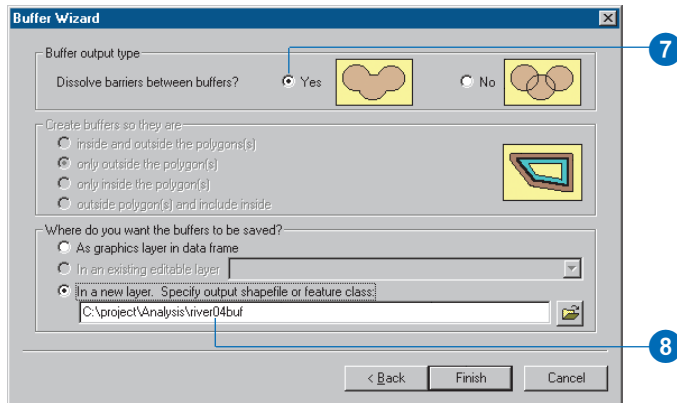 Buffer Wizard
Buffer output type
Dissolve barriers between buffers?
Yes
No
7
Create buffers so they are
inside and outside the polygons(s)
only outside the polygon(s)
only inside the polygon(s)
outside polygon(s) and include inside
Where do you want the buffers to be saved?
As graphics layer in data frame
In an existing editable layer
In a new layer. Specify output shapefile or feature class:
C:\project\Analysis\river04buf
8
< Back
Finish
Cancel